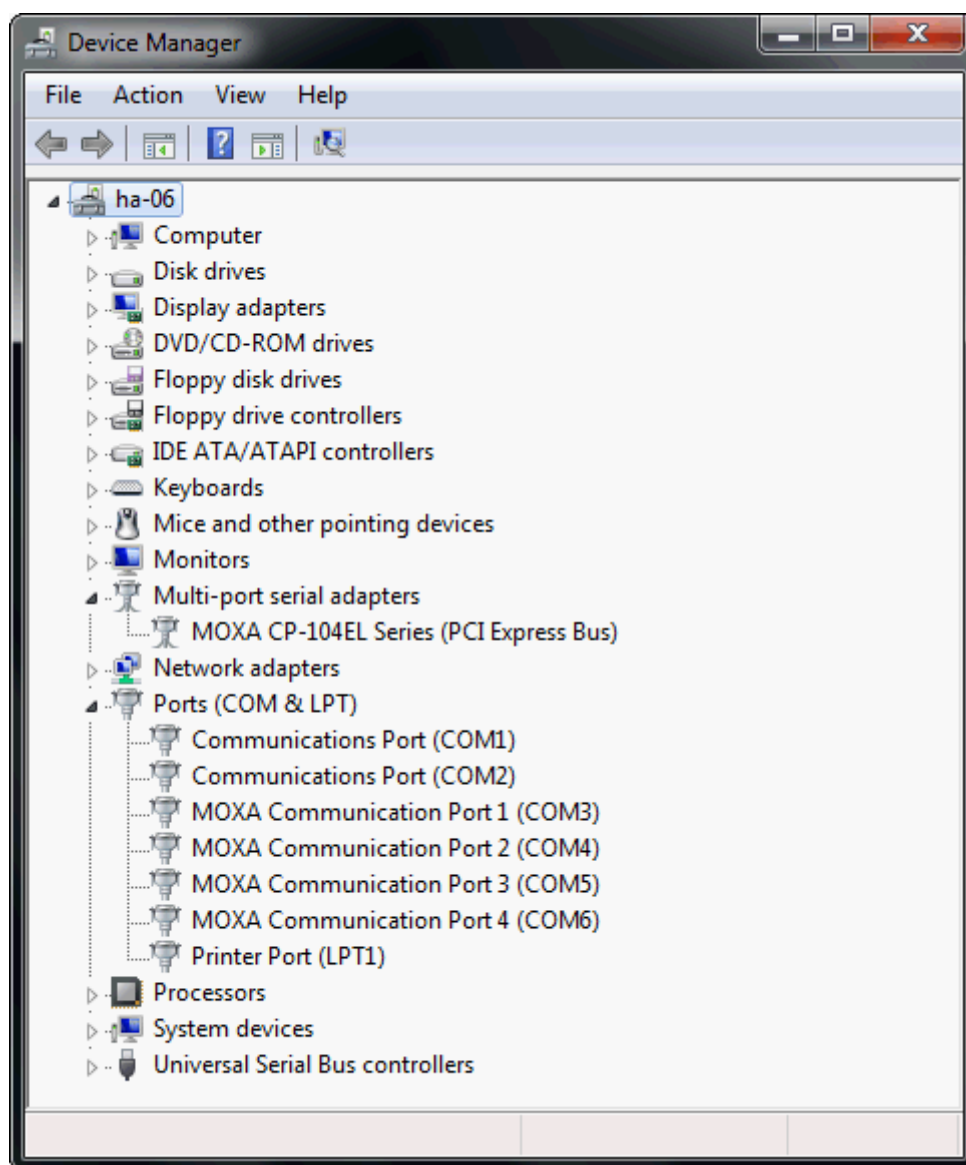 Device Manager
File Action View Help
ha-06
Computer
Disk drives
Display adapters
DVD/CD-ROM drives
Floppy disk drives
Floppy drive controllers
IDE ATA/ATAPI controllers
Keyboards
Mice and other pointing devices
Monitors
Multi-port serial adapters
MOXA CP-104EL Series (PCI Express Bus)
Network adapters
Ports (COM & LPT)
Communications Port (COM1)
Communications Port (COM2)
MOXA Communication Port 1 (COM3)
MOXA Communication Port 2 (COM4)
MOXA Communication Port 3 (COM5)
MOXA Communication Port 4 (COM6)
Printer Port (LPT1)
Processors
System devices
Universal Serial Bus controllers